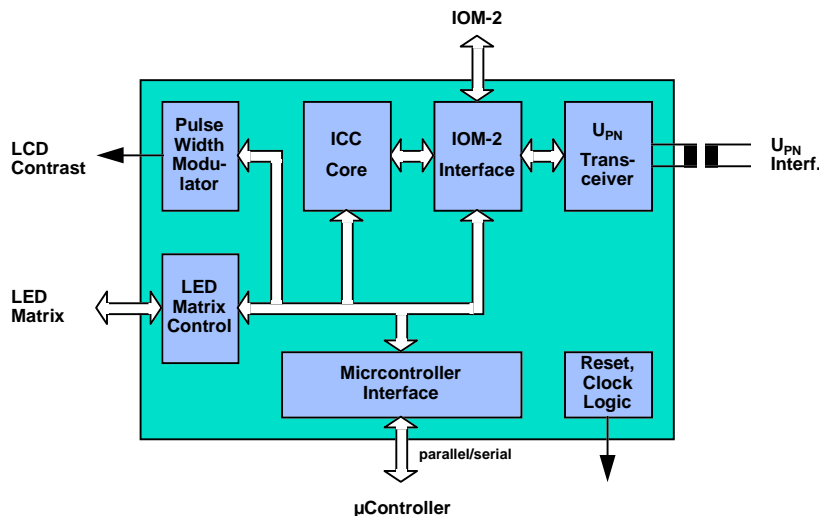 IOM-2
Pulse
Width
Modu-
lator
ICC
Core
IOM-2
Interface
UPN
Trans-
ceiver
LCD
Contrast
UPN
Interf.
LED
Matrix
LED
Matrix
Control
Micrcontroller
Interface
Reset,
Clock
Logic
parallel/serial
µController